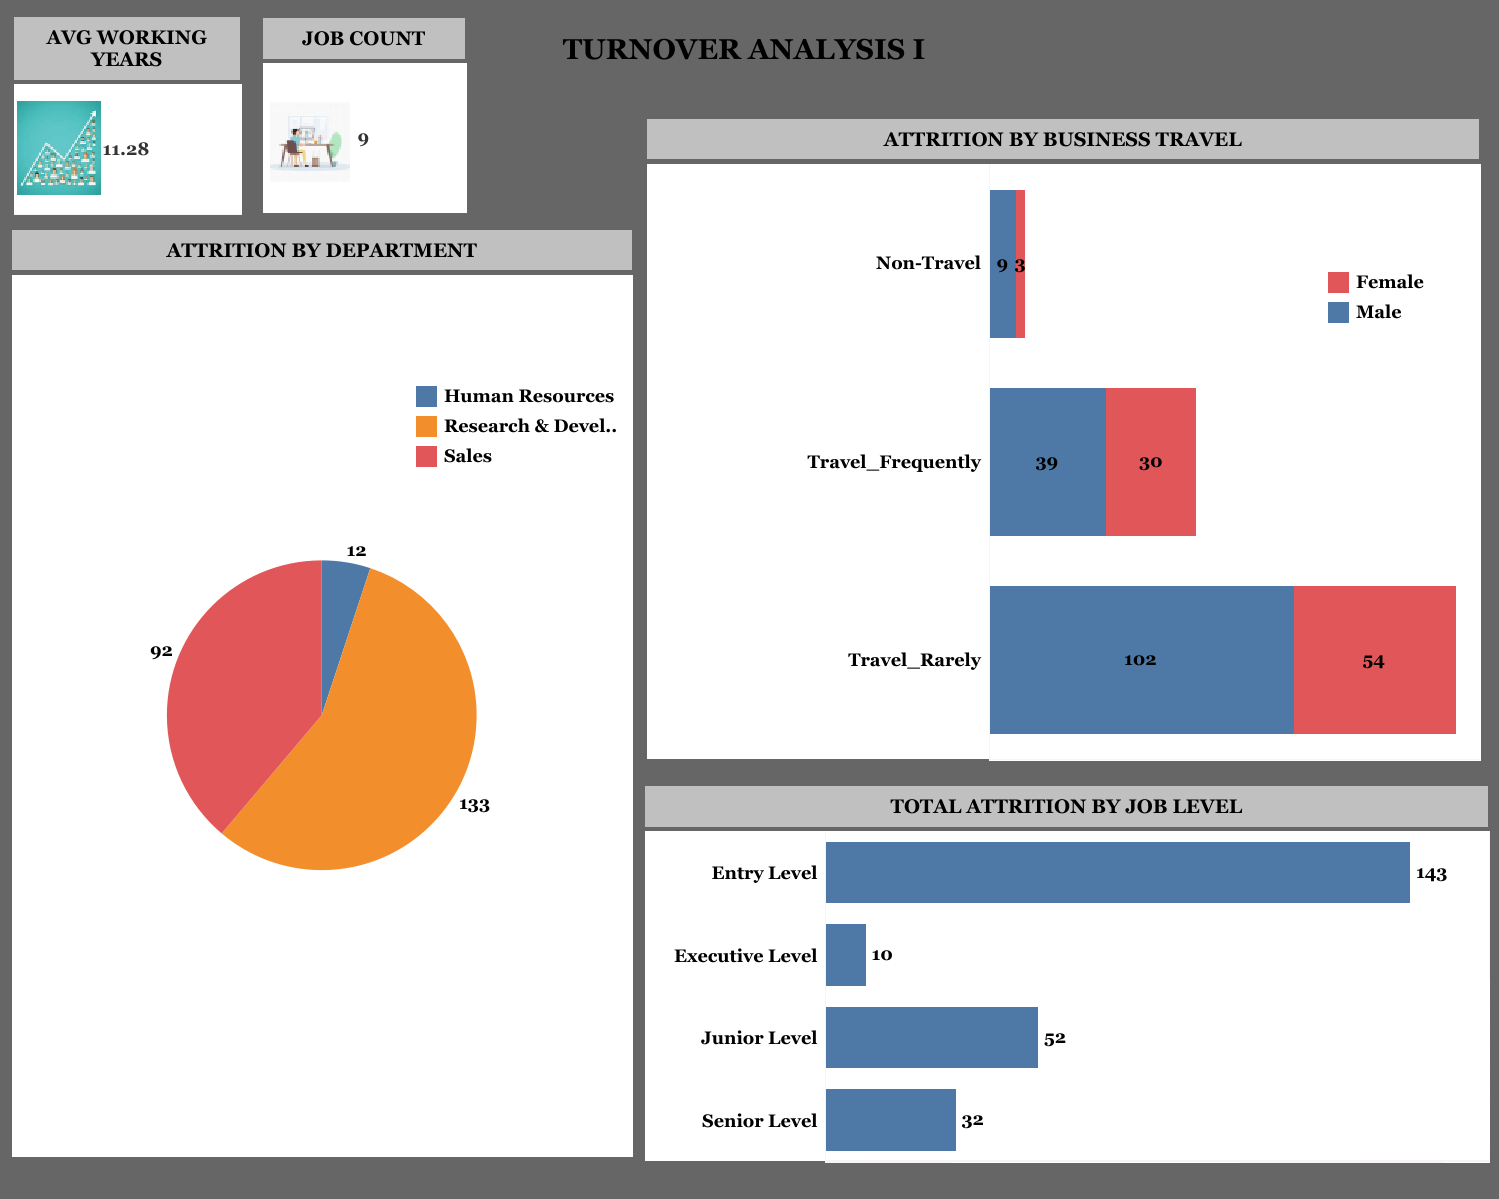 AVG WORKING
YEARS
11.28
JOB COUNT
9
TURNOVER ANALYSIS I
ATTRITION BY DEPARTMENT
Human Resources
Research & Devel..
Sales
12
92
133
ATTRITION BY BUSINESS TRAVEL
Non-Travel 9 3
Female
Male
Travel_Frequently 39 30
Travel_Rarely 102 54
TOTAL ATTRITION BY JOB LEVEL
Entry Level 143
Executive Level 10
Junior Level 52
Senior Level 32